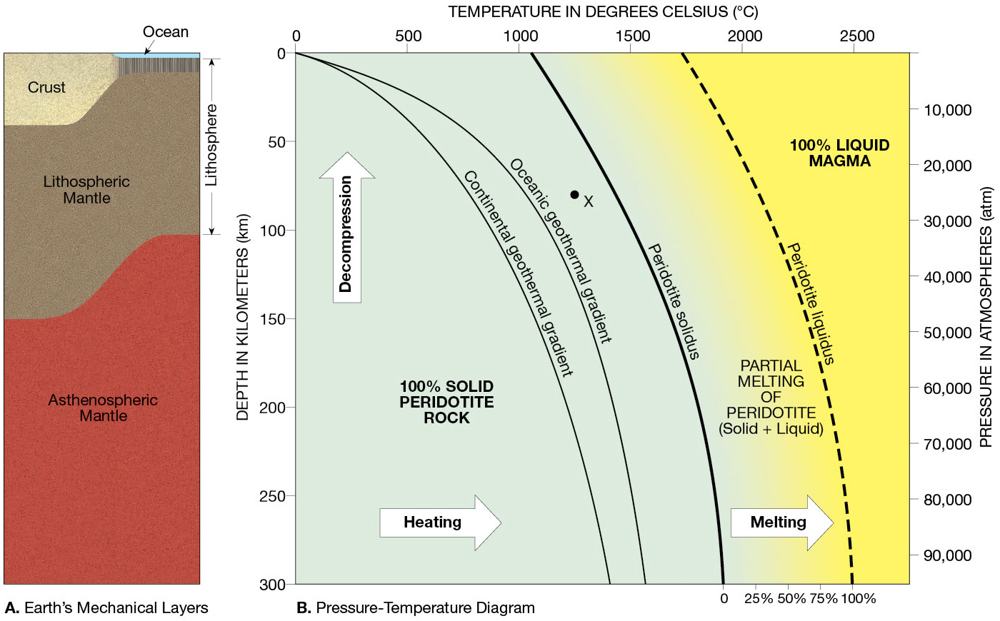 TEMPERATURE IN DEGREES CELSIUS (°C)
0
500
1000
1500
2000
2500
Ocean
Crust
Lithosphere
Lithospheric
Mantle
Asthenospheric
Mantle
A. Earth's Mechanical Layers
DEPTH IN KILOMETERS (km)
0
50
100
150
200
250
300
Decompression
Continental geothermal gradient
Oceanic geothermal gradient
X
Peridotite solidus
Peridotite liquidus
100% LIQUID
MAGMA
100% SOLID
PERIDOTITE
ROCK
PARTIAL
MELTING
OF
PERIDOTITE
(Solid + Liquid)
Heating
Melting
10,000
20,000
30,000
40,000
50,000
60,000
70,000
80,000
90,000
PRESSURE IN ATMOSPHERES (atm)
0 25% 50% 75% 100%
B. Pressure-Temperature Diagram